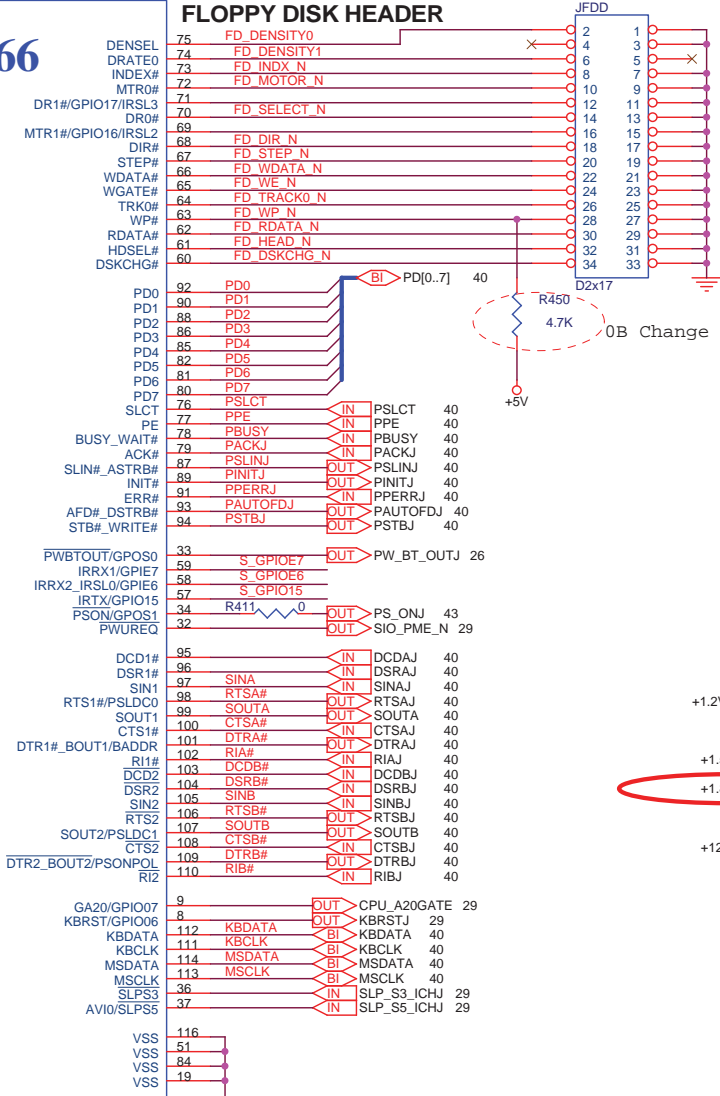 FLOPPY DISK HEADER
66
JFDD
DENSEL 75 FD_DENSITY0 2 1
DRATE0 74 FD_DENSITY1 4 3
INDEX# 73 FD_INDX_N 6 5
MTR0# 72 FD_MOTOR_N 8 7
DR1#/GPIO17/IRSL3 71 10 9
DR0# 70 FD_SELECT_N 12 11
MTR1#/GPIO16/IRSL2 69 14 13
DIR# 68 FD_DIR_N 16 15
STEP# 67 FD_STEP_N 18 17
WDATA# 66 FD_WDATA_N 20 19
WGATE# 65 FD_WE_N 22 21
TRK0# 64 FD_TRACK0_N 24 23
WP# 63 FD_WP_N 26 25
RDATA# 62 FD_RDATA_N 28 27
HDSEL# 61 FD_HEAD_N 30 29
DSKCHG# 60 FD_DSKCHG_N 32 31
34 33
D2x17
R450
4.7K
0B Change
+5V
PD0 92 PD0 BI PD[0..7] 40
PD1 90 PD1
PD2 88 PD2
PD3 86 PD3
PD4 85 PD4
PD5 82 PD5
PD6 81 PD6
PD7 80 PD7
SLCT 76 PSLCT IN PSLCT 40
PE 77 PPE IN PPE 40
BUSY_WAIT# 78 PBUSY IN PBUSY 40
ACK# 79 PACKJ IN PACKJ 40
SLIN#_ASTRB# 87 PSLINJ OUT PSLINJ 40
INIT# 89 PINITJ OUT PINITJ 40
ERR# 91 PPERRJ IN PPERRJ 40
AFD#_DSTRB# 93 PAUTOFDJ OUT PAUTOFDJ 40
STB#_WRITE# 94 PSTBJ OUT PSTBJ 40
PWBTOUT/GPOS0 33 OUT PW_BT_OUTJ 26
IRRX1/GPIE7 59 S_GPIOE7
IRRX2_IRSL0/GPIE6 58 S_GPIOE6
IRTX/GPIO15 57 S_GPIO15
PSON/GPOS1 34 R411 0 OUT PS_ONJ 43
PWUREQ 32 OUT SIO_PME_N 29
DCD1# 95 IN DCDAJ 40
DSR1# 96 IN DSRAJ 40
SIN1 97 SINA IN SINAJ 40
RTS1#/PSLDC0 98 RTSA# OUT RTSAJ 40
SOUT1 99 SOUTA OUT SOUTA 40
CTS1# 100 CTSA# IN CTSAJ 40
DTR1#_BOUT1/BADDR 101 DTRA# OUT DTRAJ 40
RI1# 102 RIA# IN RIAJ 40
DCD2 103 DCDB# IN DCDBJ 40
DSR2 104 DSRB# IN DSRBJ 40
SIN2 105 SINB IN SINBJ 40
RTS2 106 RTSB# OUT RTSBJ 40
SOUT2/PSLDC1 107 SOUTB OUT SOUTB 40
CTS2 108 CTSB# IN CTSBJ 40
DTR2_BOUT2/PSONPOL 109 DTRB# OUT DTRBJ 40
RI2 110 RIB# IN RIBJ 40
+1.2V
+1.
+1.
+12
GA20/GPIO07 9 OUT CPU_A20GATE 29
KBRST/GPIO06 8 OUT KBRSTJ 29
KBDATA 112 KBDATA BI KBDATA 40
KBCLK 111 KBCLK BI KBCLK 40
MSDATA 114 MSDATA BI MSDATA 40
MSCLK 113 MSCLK BI MSCLK 40
SLPS3 36 IN SLP_S3_ICHJ 29
AVI0/SLPS5 37 IN SLP_S5_ICHJ 29
VSS 116
VSS 51
VSS 84
VSS 19